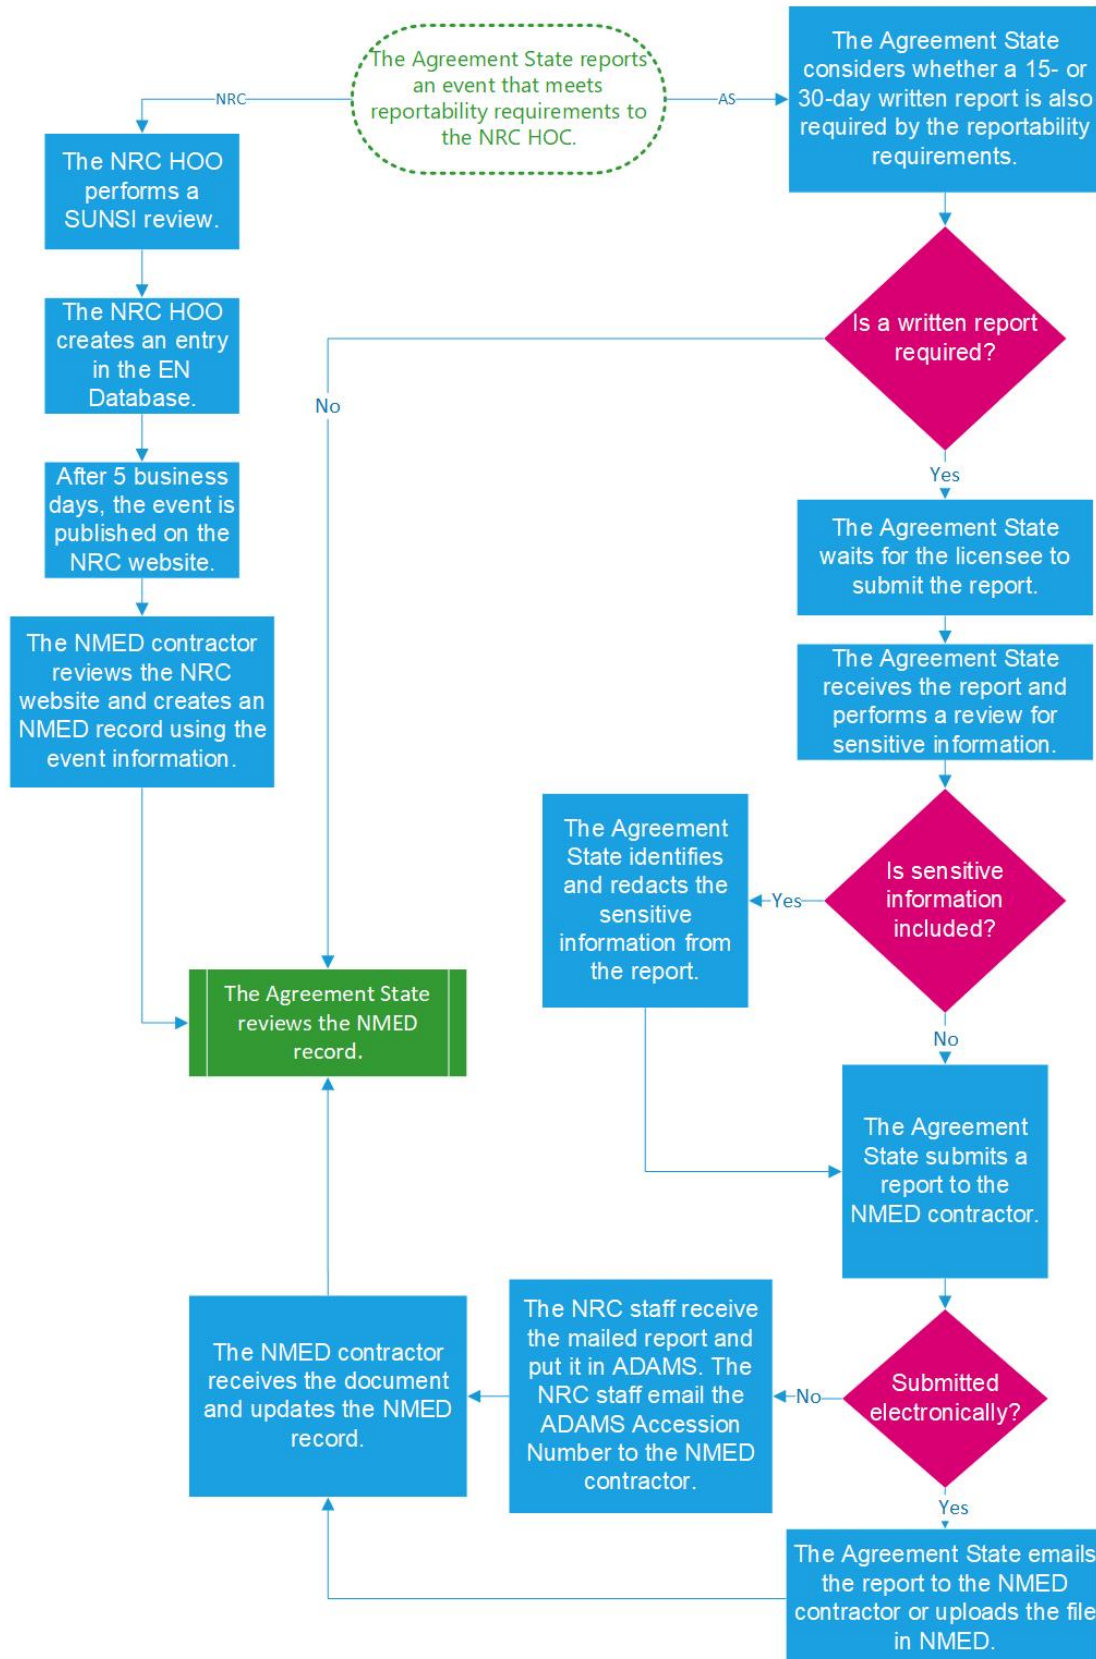 The Agreement State reports
an event that meets
reportability requirements to
the NRC HOC.
NRC
AS
The Agreement State
considers whether a 15- or
30-day written report is also
required by the reportability
requirements.
The NRC HOO
performs a
SUNSI review.
The NRC HOO
creates an entry
in the EN
Database.
After 5 business
days, the event is
published on the
NRC website.
The NMED contractor
reviews the NRC
website and creates an
NMED record using the
event information.
Is a written report
required?
No
Yes
The Agreement State
waits for the licensee to
submit the report.
The Agreement State
receives the report and
performs a review for
sensitive information.
Is sensitive
information
included?
Yes
The Agreement
State identifies
and redacts the
sensitive
information from
the report.
No
The Agreement State
reviews the NMED
record.
The Agreement
State submits a
report to the
NMED contractor.
Submitted
electronically?
No
The NRC staff receive
the mailed report and
put it in ADAMS. The
NRC staff email the
ADAMS Accession
Number to the NMED
contractor.
The NMED contractor
receives the document
and updates the NMED
record.
Yes
The Agreement State emails
the report to the NMED
contractor or uploads the file
in NMED.